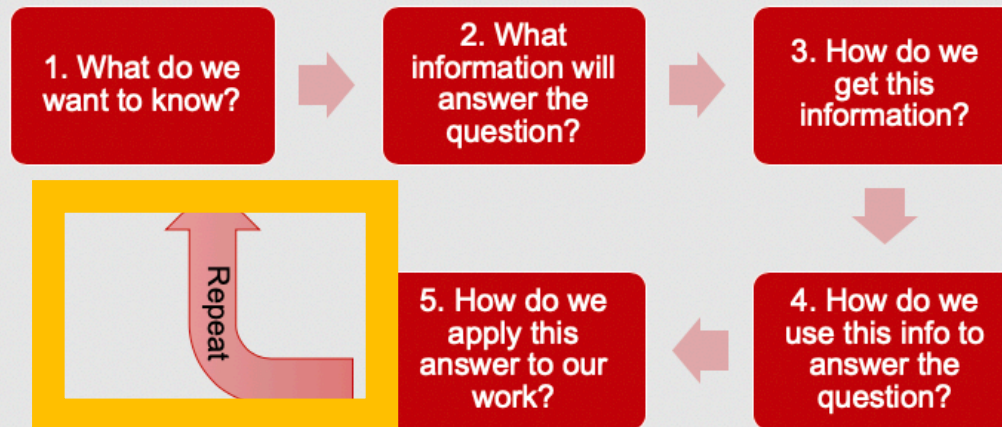 1. What do we
want to know?
2. What
information will
answer the
question?
3. How do we
get this
information?
4. How do we
use this info to
answer the
question?
5. How do we
apply this
answer to our
work?
Repeat